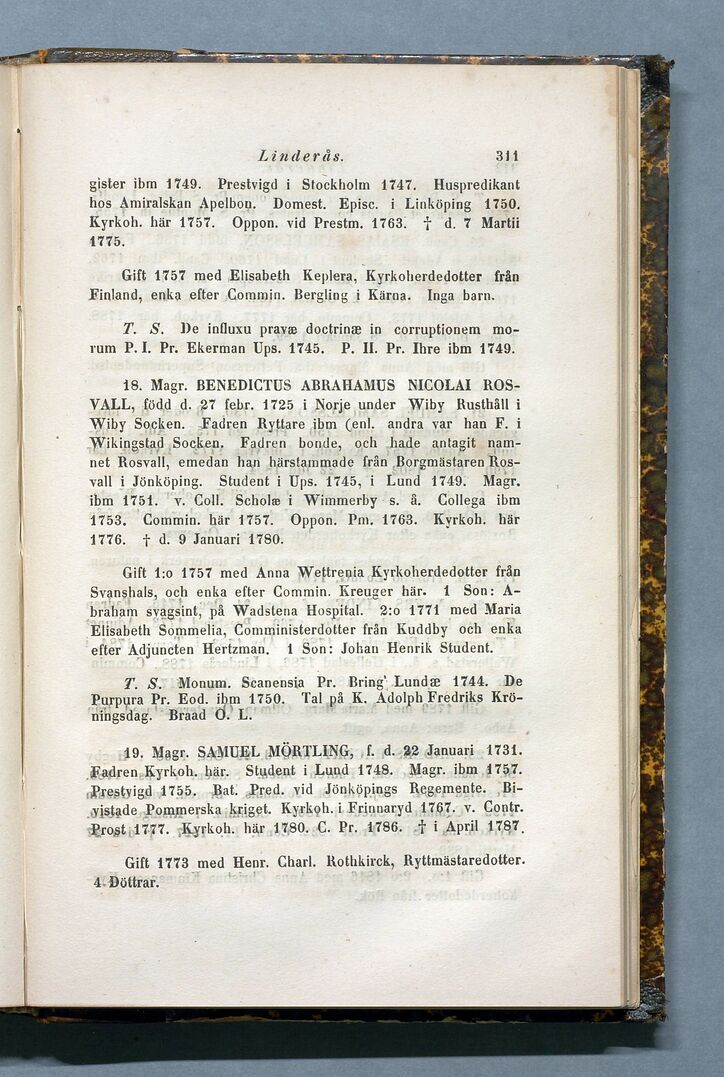 Linderås. 311
gister ibm 1749. Prestvigd i Stockholm 1747. Huspredikant
hos Amiralskan Apelbon. Domest. Episc. i Linköping 1750.
Kyrkoh. här 1757. Oppon. vid Prestm. 1763. † d. 7 Martii
1775.
Gift 1757 med Elisabeth Keplera, Kyrkoherdedotter från
Finland, enka efter Commin. Bergling i Kärna. Inga barn.
T. S. De influxu pravæ doctrinæ in corruptionem mo-
rum P. I. Pr. Ekerman Ups. 1745. P. II. Pr. Ihre ibm 1749.
18. Magr. BENEDICTUS ABRAHAMUS NICOLAI ROS-
VALL, född d. 27 febr. 1725 i Norje under Wiby Rusthåll i
Wiby Socken. Fadren Ryttare ibm (enl. andra var han F. i
Wikingstad Socken. Fadren bonde, och hade antagit nam-
net Rosvall, emedan han härstammade från Borgmästaren Ros-
vall i Jönköping. Student i Ups. 1745, i Lund 1749. Magr.
ibm 1751. v. Coll. Scholæ i Wimmerby s. å. Collega ibm
1753. Commin. här 1757. Oppon. Pm. 1763. Kyrkoh. här
1776. † d. 9 Januari 1780.
Gift 1:o 1757 med Anna Wettrenia Kyrkoherdedotter från
Svanshals, och enka efter Commin. Kreuger här. 1 Son: A-
braham svagsint, på Wadstena Hospital. 2:o 1771 med Maria
Elisabeth Sommelia, Comministerdotter från Kuddby och enka
efter Adjuncten Hertzman. 1 Son: Johan Henrik Student.
T. S. Monum. Scanensia Pr. Bring Lundæ 1744. De
Purpura Pr. Eod. ibm 1750. Tal på K. Adolph Fredriks Krö-
ningsdag. Braad O. L.
19. Magr. SAMUEL MÖRTLING, f. d. 22 Januari 1731.
Fadren Kyrkoh. här. Student i Lund 1748. Magr. ibm 1757.
Prestvigd 1755. Bat. Pred. vid Jönköpings Regemente. Bi-
vistade Pommerska kriget. Kyrkoh. i Frinnaryd 1767. v. Contr.
Prost 1777. Kyrkoh. här 1780. C. Pr. 1786. † i April 1787.
Gift 1773 med Henr. Charl. Rothkirck, Ryttmästaredotter.
4 Döttrar.